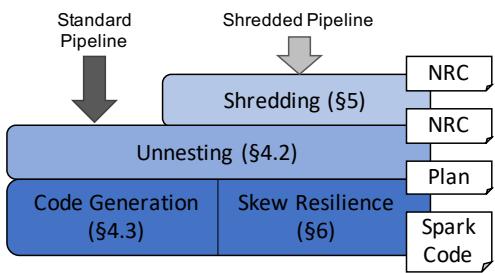 Standard
Pipeline
Shredded Pipeline
NRC
Shredding (§5)
NRC
Unnesting (§4.2)
Plan
Code Generation
(§4.3)
Skew Resilience
(§6)
Spark
Code